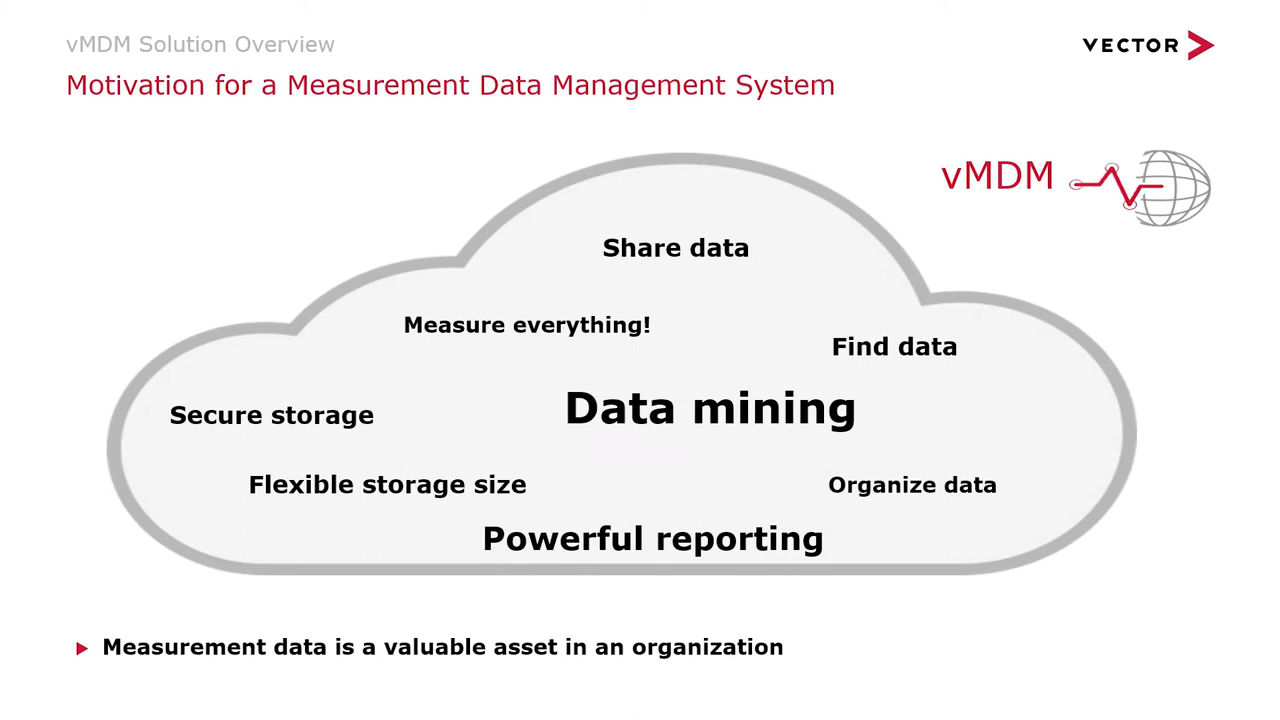 vMDM Solution Overview
VECTOR
Motivation for a Measurement Data Management System
vMDM
Share data
Measure everything!
Find data
Data mining
Secure storage
Flexible storage size
Organize data
Powerful reporting
Measurement data is a valuable asset in an organization